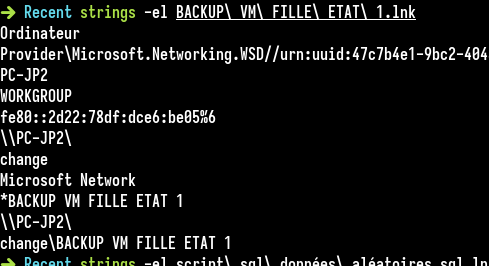 ➜ Recent strings -el BACKUP\ VM\ FILLE\ ETAT\ 1.lnk
Ordinateur
Provider\Microsoft.Networking.WSD//urn:uuid:47c7b4e1-9bc2-404
PC-JP2
WORKGROUP
fe80::2d22:78df:dce6:be05%6
\\PC-JP2\
change
Microsoft Network
*BACKUP VM FILLE ETAT 1
\\PC-JP2\
change\BACKUP VM FILLE ETAT 1
➜ Recent strings -el script\ sql\ données\ aléatoires.sql.ln